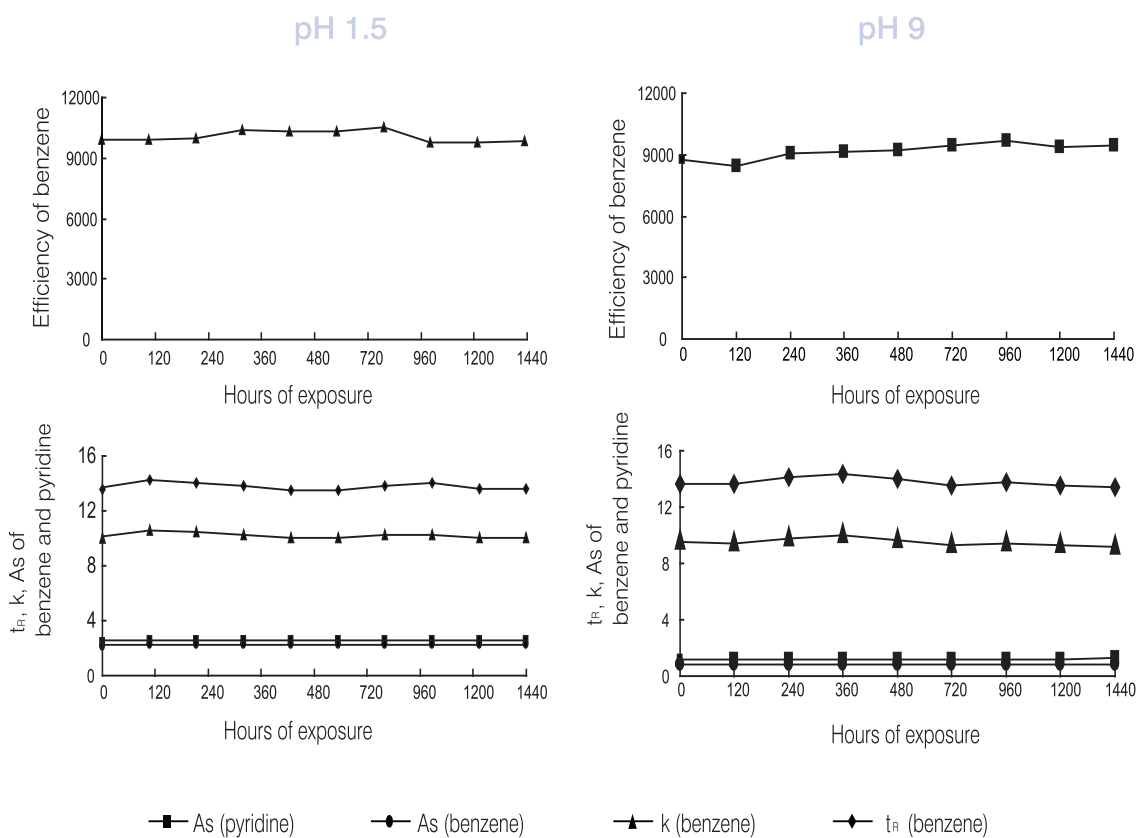 pH 1.5
pH 9
Efficiency of benzene
12000
9000
6000
3000
0
0 120 240 360 480 720 960 1200 1440
Hours of exposure
Efficiency of benzene
12000
9000
6000
3000
0
0 120 240 360 480 720 960 1200 1440
Hours of exposure
tR, k, As of
benzene and pyridine
16
12
8
4
0
0 120 240 360 480 720 960 1200 1440
Hours of exposure
tR, k, As of
benzene and pyridine
16
12
8
4
0
0 120 240 360 480 720 960 1200 1440
Hours of exposure
As (pyridine) As (benzene) k (benzene) tR (benzene)